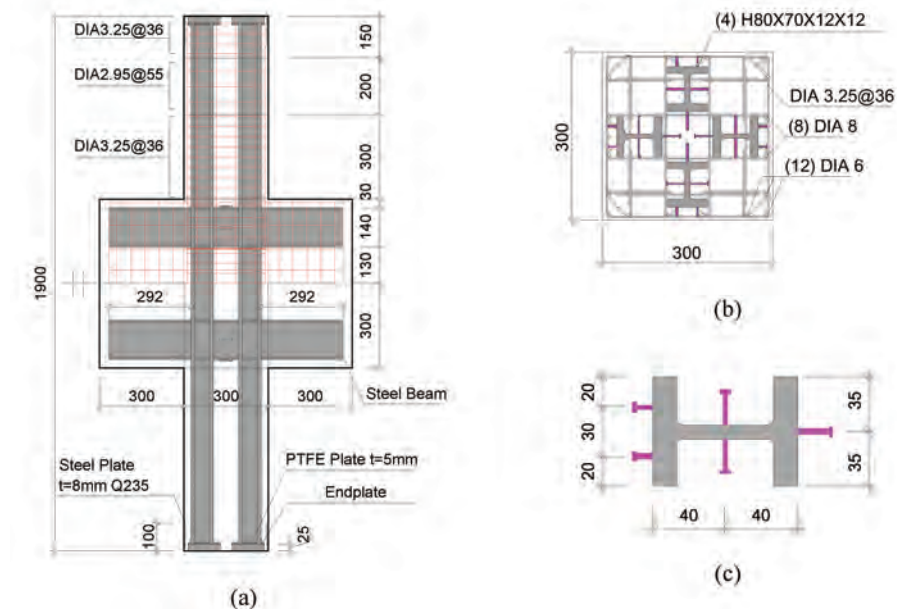 DIA3.25@36
DIA2.95@55
DIA3.25@36
150
200
300
30
140
130
300
1900
292
292
300
300
300
Steel Beam
Steel Plate
t=8mm Q235
PTFE Plate t=5mm
Endplate
100
25
(a)
(4) H80X70X12X12
DIA 3.25@36
(8) DIA 8
(12) DIA 6
300
300
(b)
20
30
20
35
35
40
40
(c)